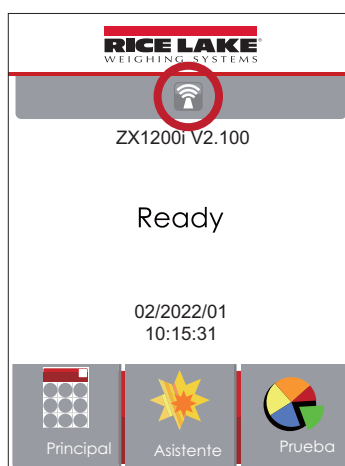 RICE LAKE
WEIGHING SYSTEMS
ZX1200i V2.100
Ready
02/2022/01
10:15:31
Principal
Asistente
Prueba